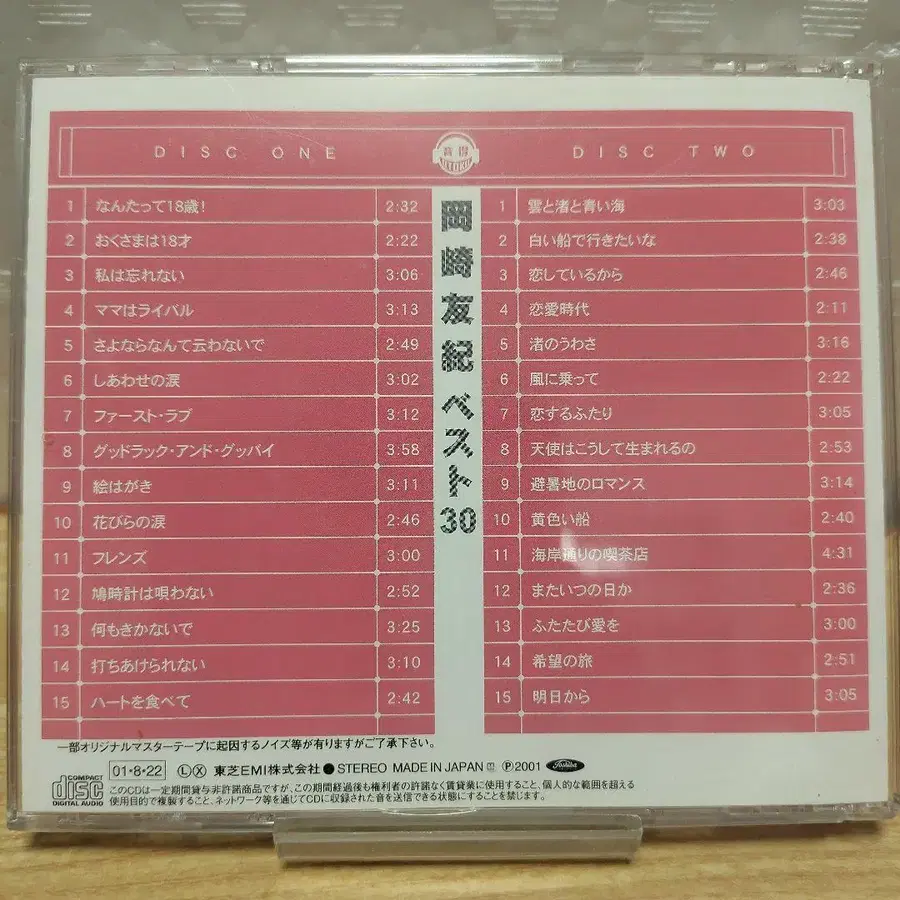 DISC ONE
音得
OTOKU
DISC TWO
1 なんたって18歳! 2:32
2 おくさまは18才 2:22
3 私は忘れない 3:06
4 ママはライバル 3:13
5 さよならなんて云わないで 2:49
6 しあわせの涙 3:02
7 ファースト・ラブ 3:12
8 グッドラック・アンド・グッバイ 3:58
9 絵はがき 3:11
10 花びらの涙 2:46
11 フレンズ 3:00
12 鳩時計は唄わない 2:52
13 何もきかないで 3:25
14 打ちあけられない 3:10
15 ハートを食べて 2:42
岡崎友紀 ベスト30
1 雲と渚と青い海 3:03
2 白い船で行きたいな 2:38
3 恋しているから 2:46
4 恋愛時代 2:11
5 渚のうわさ 3:16
6 風に乗って 2:22
7 恋するふたり 3:05
8 天使はこうして生まれるの 2:53
9 避暑地のロマンス 3:14
10 黄色い船 2:40
11 海岸通りの喫茶店 4:31
12 またいつの日か 2:36
13 ふたたび愛を 3:00
14 希望の旅 2:51
15 明日から 3:05
一部オリジナルマスターテープに起因するノイズ等が有りますがご了承下さい。
COMPACT
disc
DIGITAL AUDIO
01・8・22 Ⓛ Ⓧ 東芝EMI株式会社●STEREO MADE IN JAPAN ℗2001 Toshiba
このCDは一定期間貸与非許諾商品ですが、この期間経過後も権利者の許諾なく賃貸業に使用すること、個人的な範囲を超える
使用目的で複製すること、ネットワーク等を通じてCDに収録された音を送信できる状態にすることを禁じます。